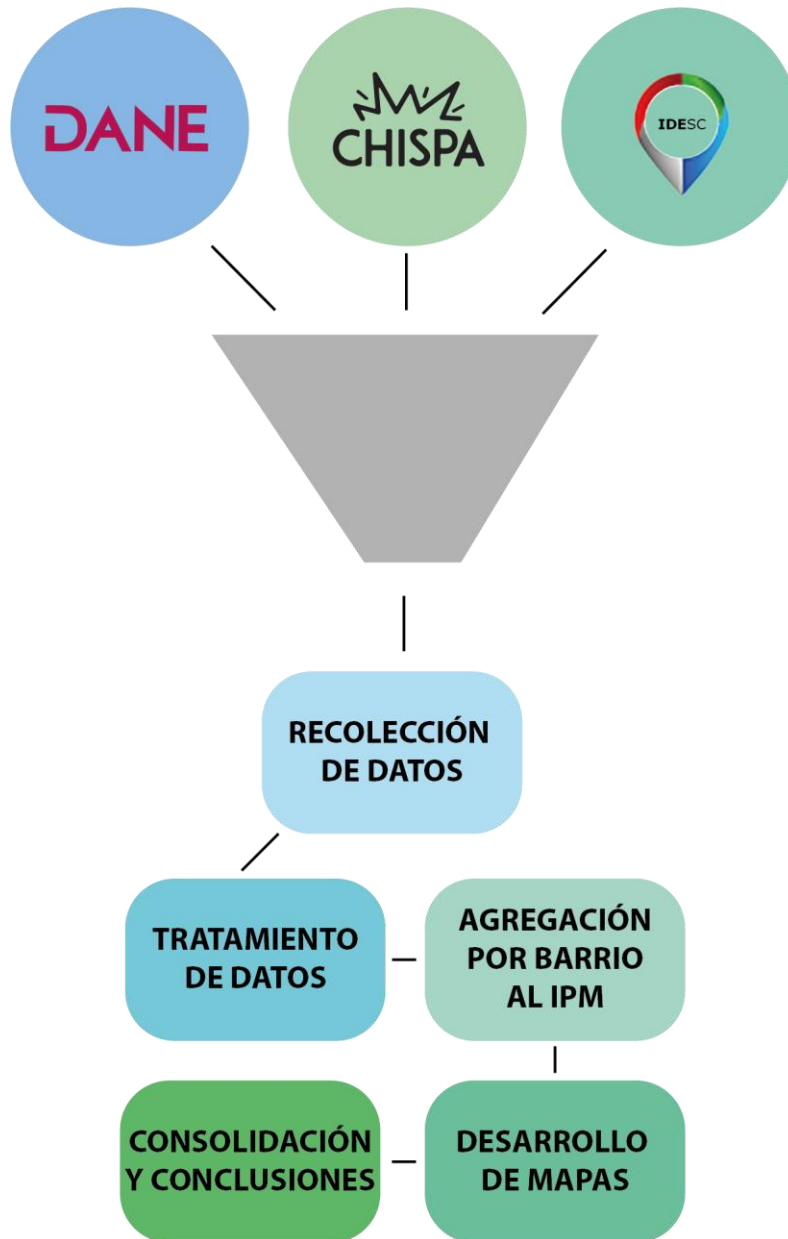 DANE
CHISPA
IDESC
RECOLECCIÓN
DE DATOS
TRATAMIENTO
DE DATOS
AGREGACIÓN
POR BARRIO
AL IPM
CONSOLIDACIÓN
Y CONCLUSIONES
DESARROLLO
DE MAPAS